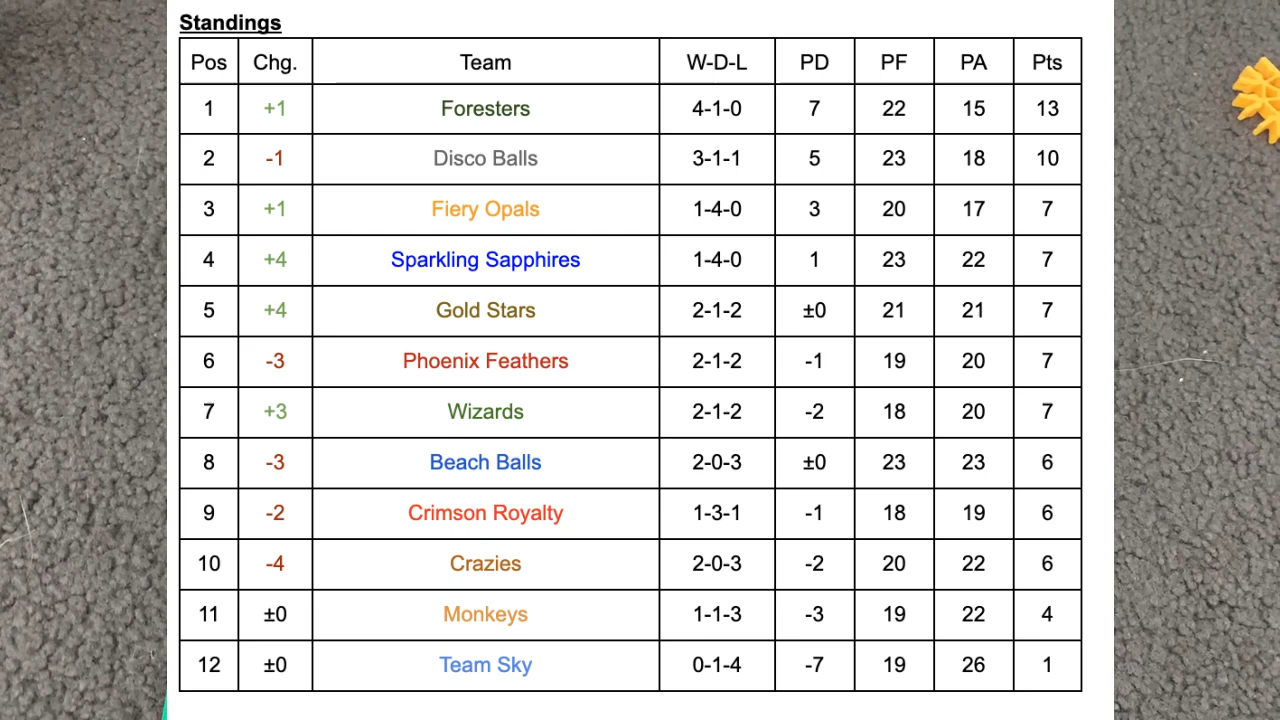 Standings
Pos Chg. Team W-D-L PD PF PA Pts
1 +1 Foresters 4-1-0 7 22 15 13
2 -1 Disco Balls 3-1-1 5 23 18 10
3 +1 Fiery Opals 1-4-0 3 20 17 7
4 +4 Sparkling Sapphires 1-4-0 1 23 22 7
5 +4 Gold Stars 2-1-2 ±0 21 21 7
6 -3 Phoenix Feathers 2-1-2 -1 19 20 7
7 +3 Wizards 2-1-2 -2 18 20 7
8 -3 Beach Balls 2-0-3 ±0 23 23 6
9 -2 Crimson Royalty 1-3-1 -1 18 19 6
10 -4 Crazies 2-0-3 -2 20 22 6
11 ±0 Monkeys 1-1-3 -3 19 22 4
12 ±0 Team Sky 0-1-4 -7 19 26 1